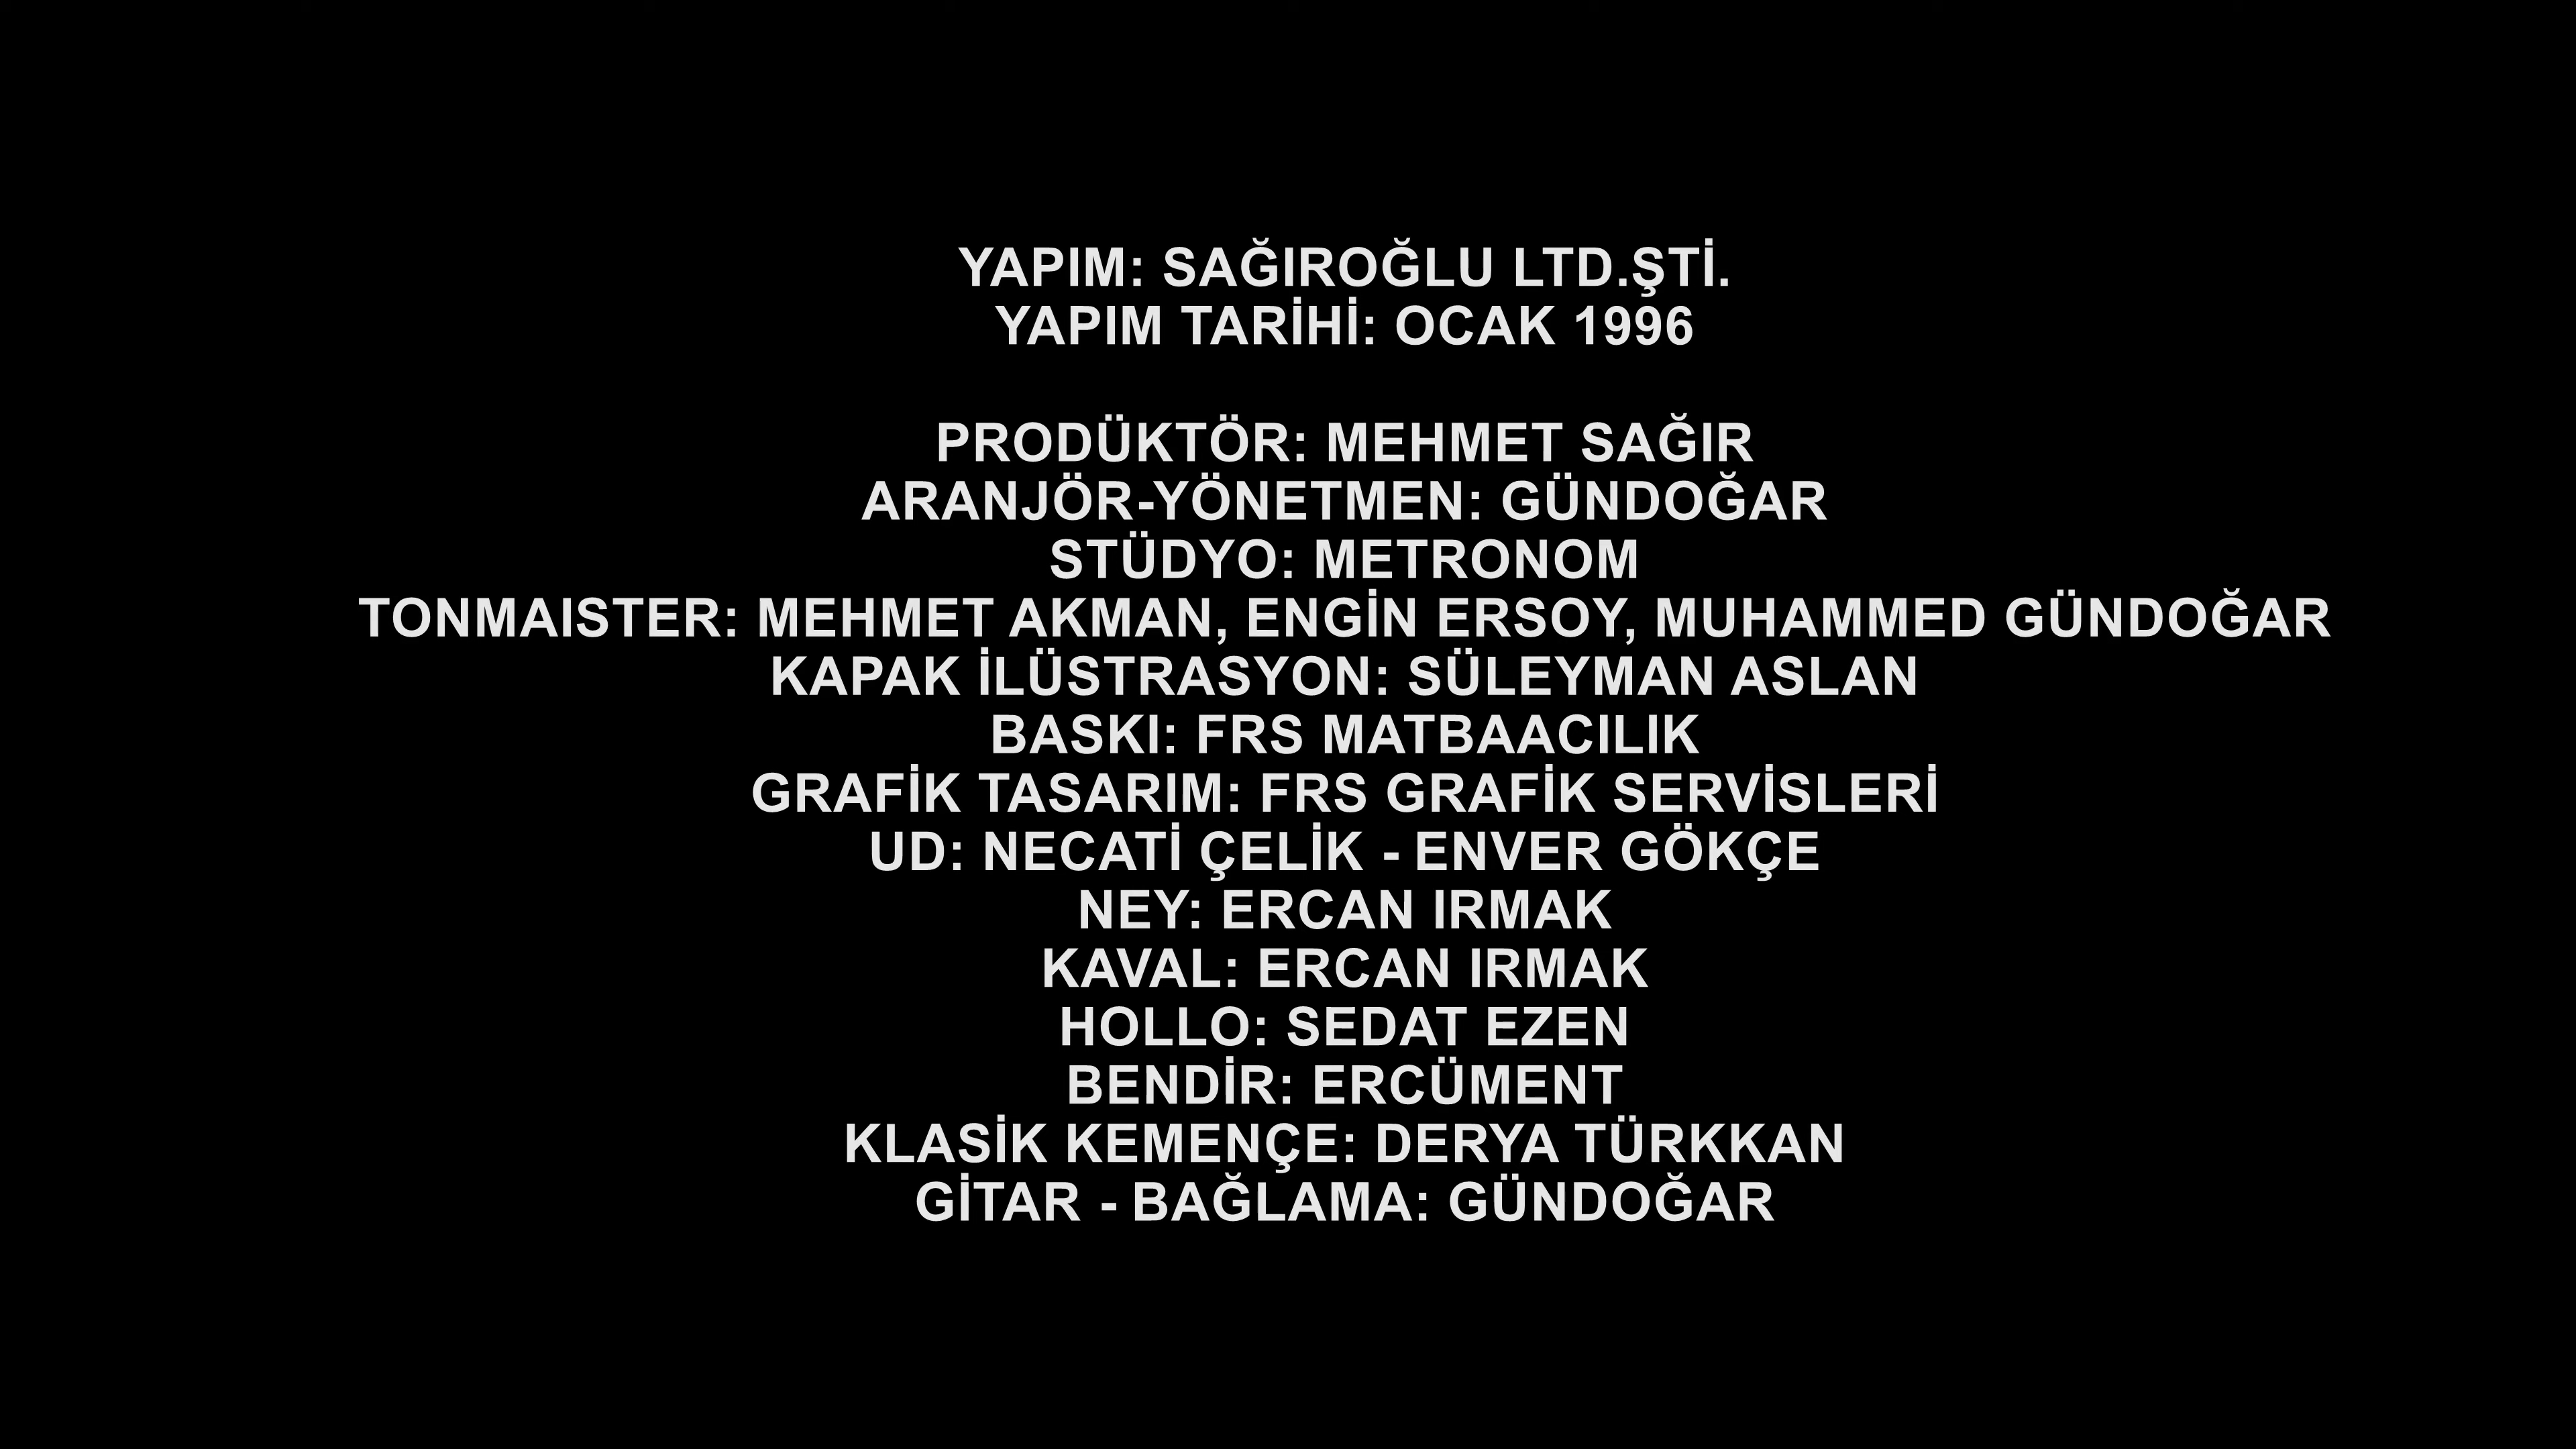 YAPIM: SAĞIROĞLU LTD.ŞTİ.
YAPIM TARİHİ: OCAK 1996
PRODÜKTÖR: MEHMET SAĞIR
ARANJÖR-YÖNETMEN: GÜNDOĞAR
STÜDYO: METRONOM
TONMAISTER: MEHMET AKMAN, ENGİN ERSOY, MUHAMMED GÜNDOĞAR
KAPAK İLÜSTRASYON: SÜLEYMAN ASLAN
BASKI: FRS MATBAACILIK
GRAFİK TASARIM: FRS GRAFİK SERVİSLERİ
UD: NECATİ ÇELİK - ENVER GÖKÇE
NEY: ERCAN IRMAK
KAVAL: ERCAN IRMAK
HOLLO: SEDAT EZEN
BENDİR: ERCÜMENT
KLASİK KEMENÇE: DERYA TÜRKKAN
GİTAR - BAĞLAMA: GÜNDOĞAR